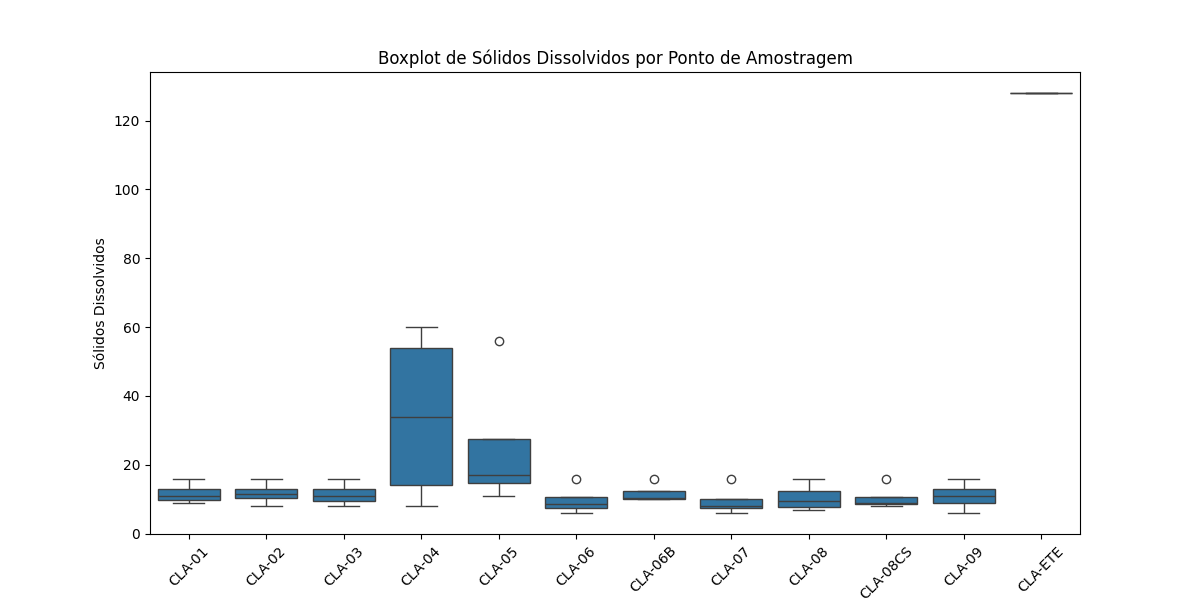 Boxplot de Sólidos Dissolvidos por Ponto de Amostragem
Sólidos Dissolvidos
120
100
80
60
40
20
0
CLA-01
CLA-02
CLA-03
CLA-04
CLA-05
CLA-06
CLA-06B
CLA-07
CLA-08
CLA-08CS
CLA-09
CLA-ETE